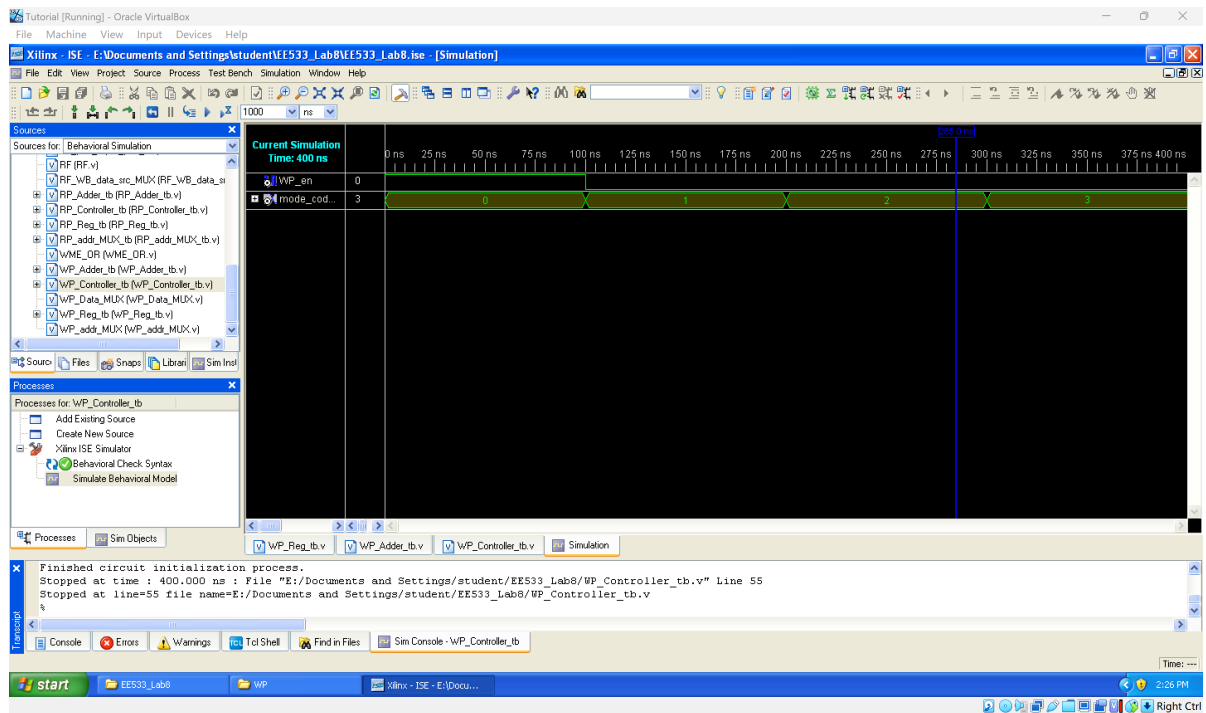 Tutorial [Running] - Oracle VirtualBox
File Machine View Input Devices Help
Xilinx - ISE - E:\Documents and Settings\student\EE533_Lab8\EE533_Lab8.ise - [Simulation]
File Edit View Project Source Process Test Bench Simulation Window Help
1000 ns
Sources
Sources for: Behavioral Simulation
RF (RF.v)
RF_WB_data_src_MUX (RF_WB_data_sr
RP_Adder_tb (RP_Adder_tb.v)
RP_Controller_tb (RP_Controller_tb.v)
RP_Reg_tb (RP_Reg_tb.v)
RP_addr_MUX_tb (RP_addr_MUX_tb.v)
WME_OR (WME_OR.v)
WP_Adder_tb (WP_Adder_tb.v)
WP_Controller_tb (WP_Controller_tb.v)
WP_Data_MUX (WP_Data_MUX.v)
WP_Reg_tb (WP_Reg_tb.v)
WP_addr_MUX (WP_addr_MUX.v)
Sourc Files Snaps Librari Sim Inst
Processes
Processes for: WP_Controller_tb
Add Existing Source
Create New Source
Xilinx ISE Simulator
Behavioral Check Syntax
Simulate Behavioral Model
Processes Sim Objects
Current Simulation
Time: 400 ns
0 ns 25 ns 50 ns 75 ns 100 ns 125 ns 150 ns 175 ns 200 ns 225 ns 250 ns 275 ns 300 ns 325 ns 350 ns 375 ns 400 ns
WP_en 0
mode_cod... 3 0 1 2 3
WP_Reg_tb.v WP_Adder_tb.v WP_Controller_tb.v Simulation
Finished circuit initialization process.
Stopped at time : 400.000 ns : File "E:/Documents and Settings/student/EE533_Lab8/WP_Controller_tb.v" Line 55
Stopped at line=55 file name=E:/Documents and Settings/student/EE533_Lab8/WP_Controller_tb.v
%
Transcript
Console Errors Warnings Tcl Shell Find in Files Sim Console - WP_Controller_tb
Time: ---
start EE533_Lab8 WP Xilinx - ISE - E:\Docu... 2:26 PM
Right Ctrl